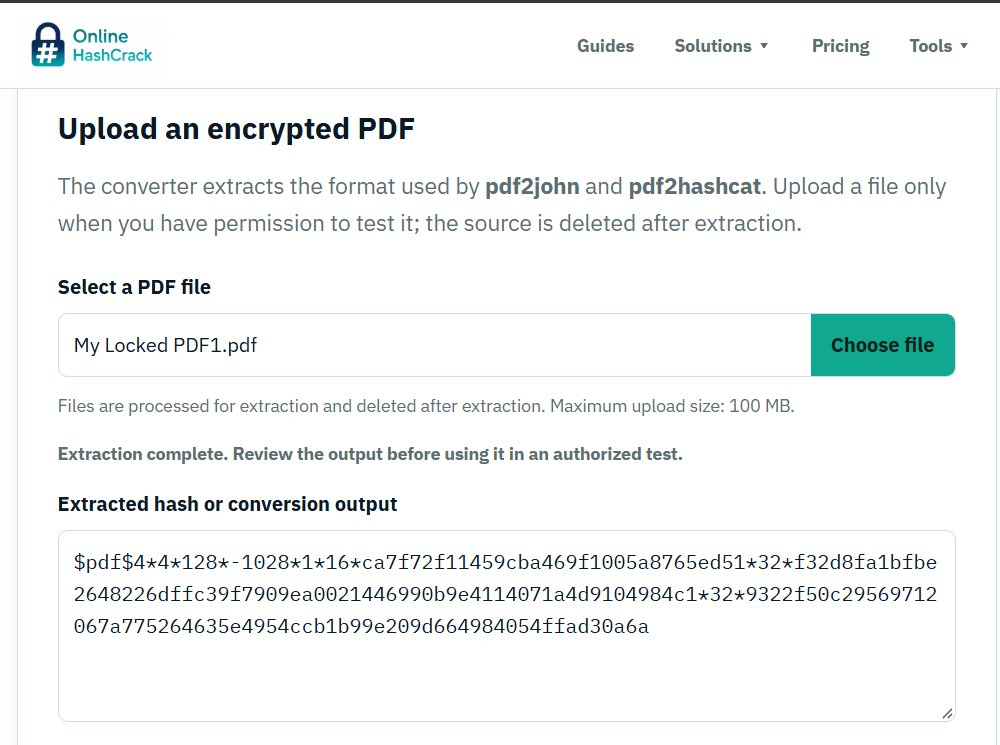 Online
HashCrack
Guides Solutions Pricing Tools
Upload an encrypted PDF
The converter extracts the format used by pdf2john and pdf2hashcat. Upload a file only
when you have permission to test it; the source is deleted after extraction.
Select a PDF file
My Locked PDF1.pdf
Choose file
Files are processed for extraction and deleted after extraction. Maximum upload size: 100 MB.
Extraction complete. Review the output before using it in an authorized test.
Extracted hash or conversion output
$pdf$4*4*128*-1028*1*16*ca7f72f11459cba469f1005a8765ed51*32*f32d8fa1bfbe
2648226dffc39f7909ea0021446990b9e4114071a4d9104984c1*32*9322f50c29569712
067a775264635e4954ccb1b99e209d664984054ffad30a6a